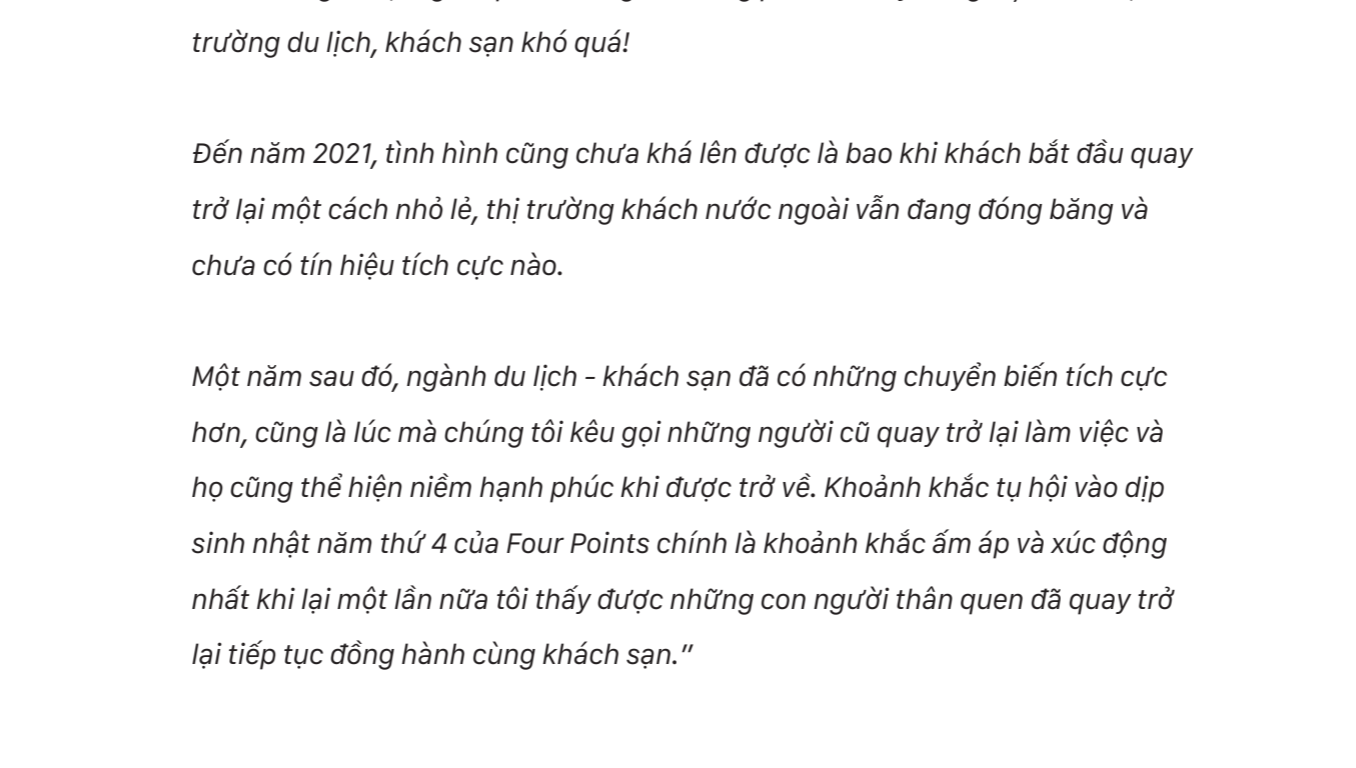 trường du lịch, khách sạn khó quá!
Đến năm 2021, tình hình cũng chưa khá lên được là bao khi khách bắt đầu quay
trở lại một cách nhỏ lẻ, thị trường khách nước ngoài vẫn đang đóng băng và
chưa có tín hiệu tích cực nào.
Một năm sau đó, ngành du lịch - khách sạn đã có những chuyển biến tích cực
hơn, cũng là lúc mà chúng tôi kêu gọi những người cũ quay trở lại làm việc và
họ cũng thể hiện niềm hạnh phúc khi được trở về. Khoảnh khắc tụ hội vào dịp
sinh nhật năm thứ 4 của Four Points chính là khoảnh khắc ấm áp và xúc động
nhất khi lại một lần nữa tôi thấy được những con người thân quen đã quay trở
lại tiếp tục đồng hành cùng khách sạn.”